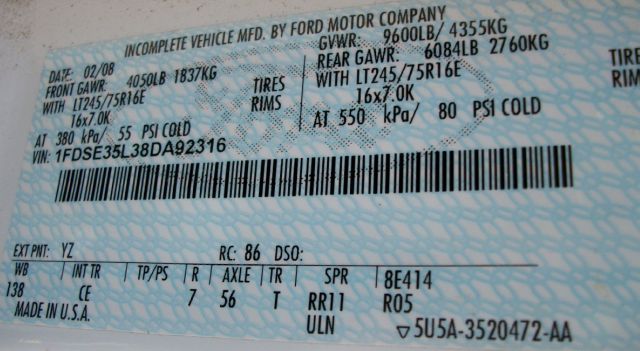 INCOMPLETE VEHICLE MFD. BY FORD MOTOR COMPANY
DATE: 02/08 GVWR: 9600LB/ 4355KG
FRONT GAWR: 4050LB 1837KG REAR GAWR: 6084LB 2760KG
WITH LT245/75R16E TIRES WITH LT245/75R16E TIRE
16x7.0K RIMS 16x7.0K RIMS
AT 380 kPa/ 55 PSI COLD AT 550 kPa/ 80 PSI COLD
VIN: 1FDSE35L38DA92316
EXT PNT: YZ RC: 86 DSO:
WB INT TR TP/PS R AXLE TR SPR 8E414
138 CE 7 56 T RR11 R05
MADE IN U.S.A. ULN ▽5U5A-3520472-AA